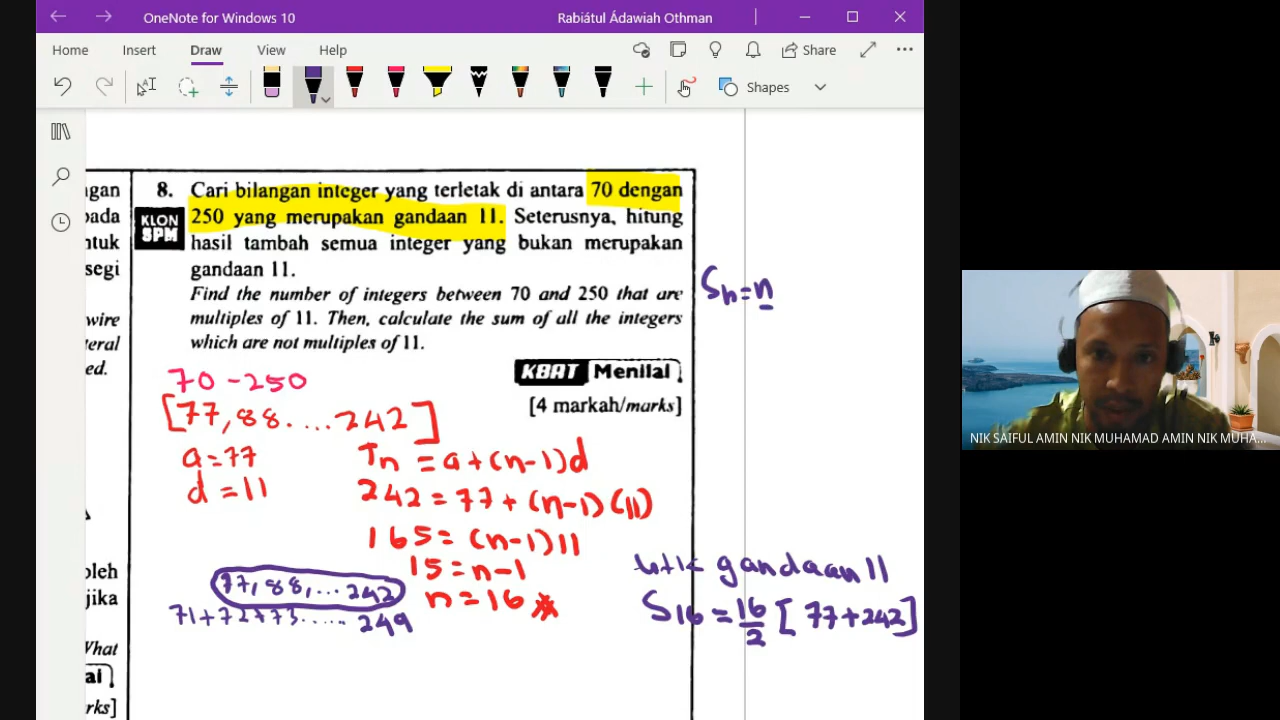 OneNote for Windows 10
Rabiátul Ádawiah Othman
Home Insert Draw View Help
Share
Shapes
ngan
pada
ntuk
segi
wire
teral
ed.
oleh
jika
What
ai
rks]
8. Cari bilangan integer yang terletak di antara 70 dengan
250 yang merupakan gandaan 11. Seterusnya, hitung
hasil tambah semua integer yang bukan merupakan
gandaan 11.
KLON
SPM
Find the number of integers between 70 and 250 that are
multiples of 11. Then, calculate the sum of all the integers
which are not multiples of 11.
KBAT Menilai
[4 markah/marks]
Sn=n
70 - 250
[77, 88. ... 242]
a = 77
d = 11
Tn = a + (n-1)d
242 = 77 + (n-1)(11)
165 = (n-1)11
15 = n-1
n = 16
77, 88, ... 242
71+72+73 ..... 249
gandaan 11
S16 = 16/2 [77+242]
NIK SAIFUL AMIN NIK MUHAMAD AMIN NIK MUHA...